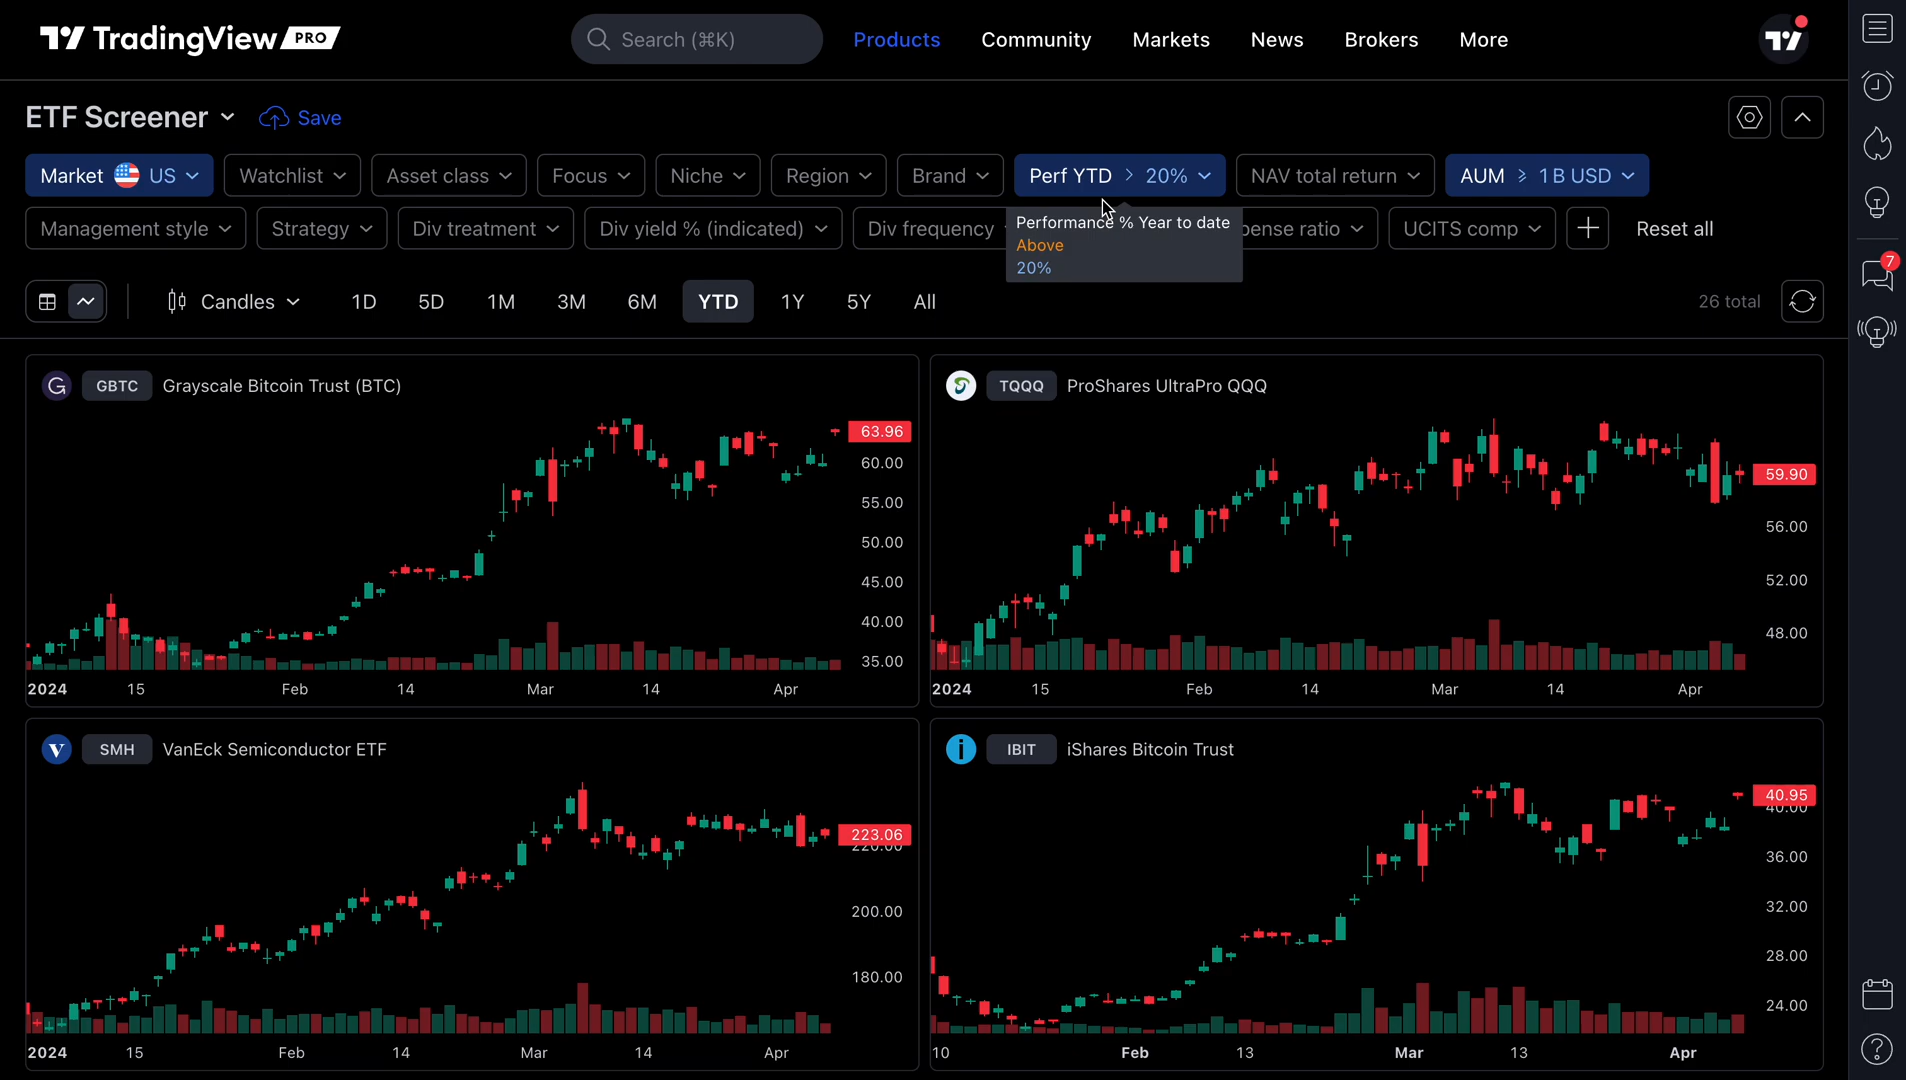 TradingView PRO
Search (⌘K)
Products
Community
Markets
News
Brokers
More
ETF Screener
Save
Market US
Watchlist
Asset class
Focus
Niche
Region
Brand
Perf YTD > 20%
NAV total return
AUM ≥ 1 B USD
Management style
Strategy
Div treatment
Div yield % (indicated)
Div frequency
pense ratio
UCITS comp
Reset all
Performance % Year to date
Above
20%
Candles
1D
5D
1M
3M
6M
YTD
1Y
5Y
All
26 total
7
GBTC
Grayscale Bitcoin Trust (BTC)
63.96
60.00
55.00
50.00
45.00
40.00
35.00
2024 15 Feb 14 Mar 14 Apr
TQQQ
ProShares UltraPro QQQ
59.90
56.00
52.00
48.00
2024 15 Feb 14 Mar 14 Apr
SMH
VanEck Semiconductor ETF
223.06
220.00
200.00
180.00
2024 15 Feb 14 Mar 14 Apr
IBIT
iShares Bitcoin Trust
40.95
40.00
36.00
32.00
28.00
24.00
10 Feb 13 Mar 13 Apr